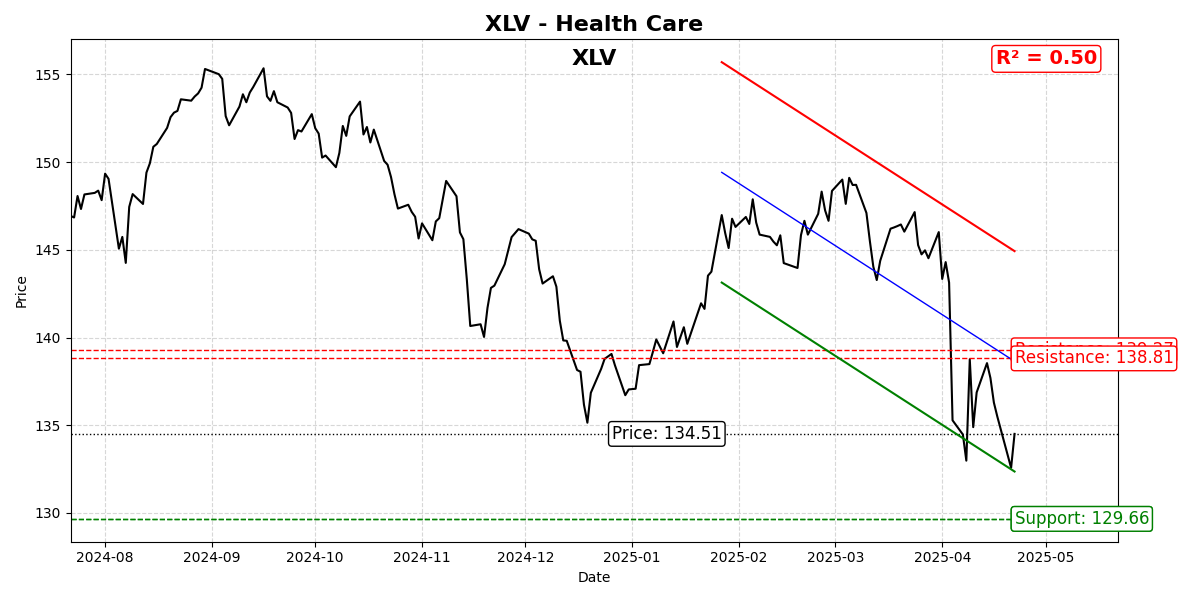 XLV - Health Care
XLV
R² = 0.50
155
150
145
140
135
130
Price
Resistance: 138.81
Price: 134.51
Support: 129.66
2024-08
2024-09
2024-10
2024-11
2024-12
2025-01
2025-02
2025-03
2025-04
2025-05
Date